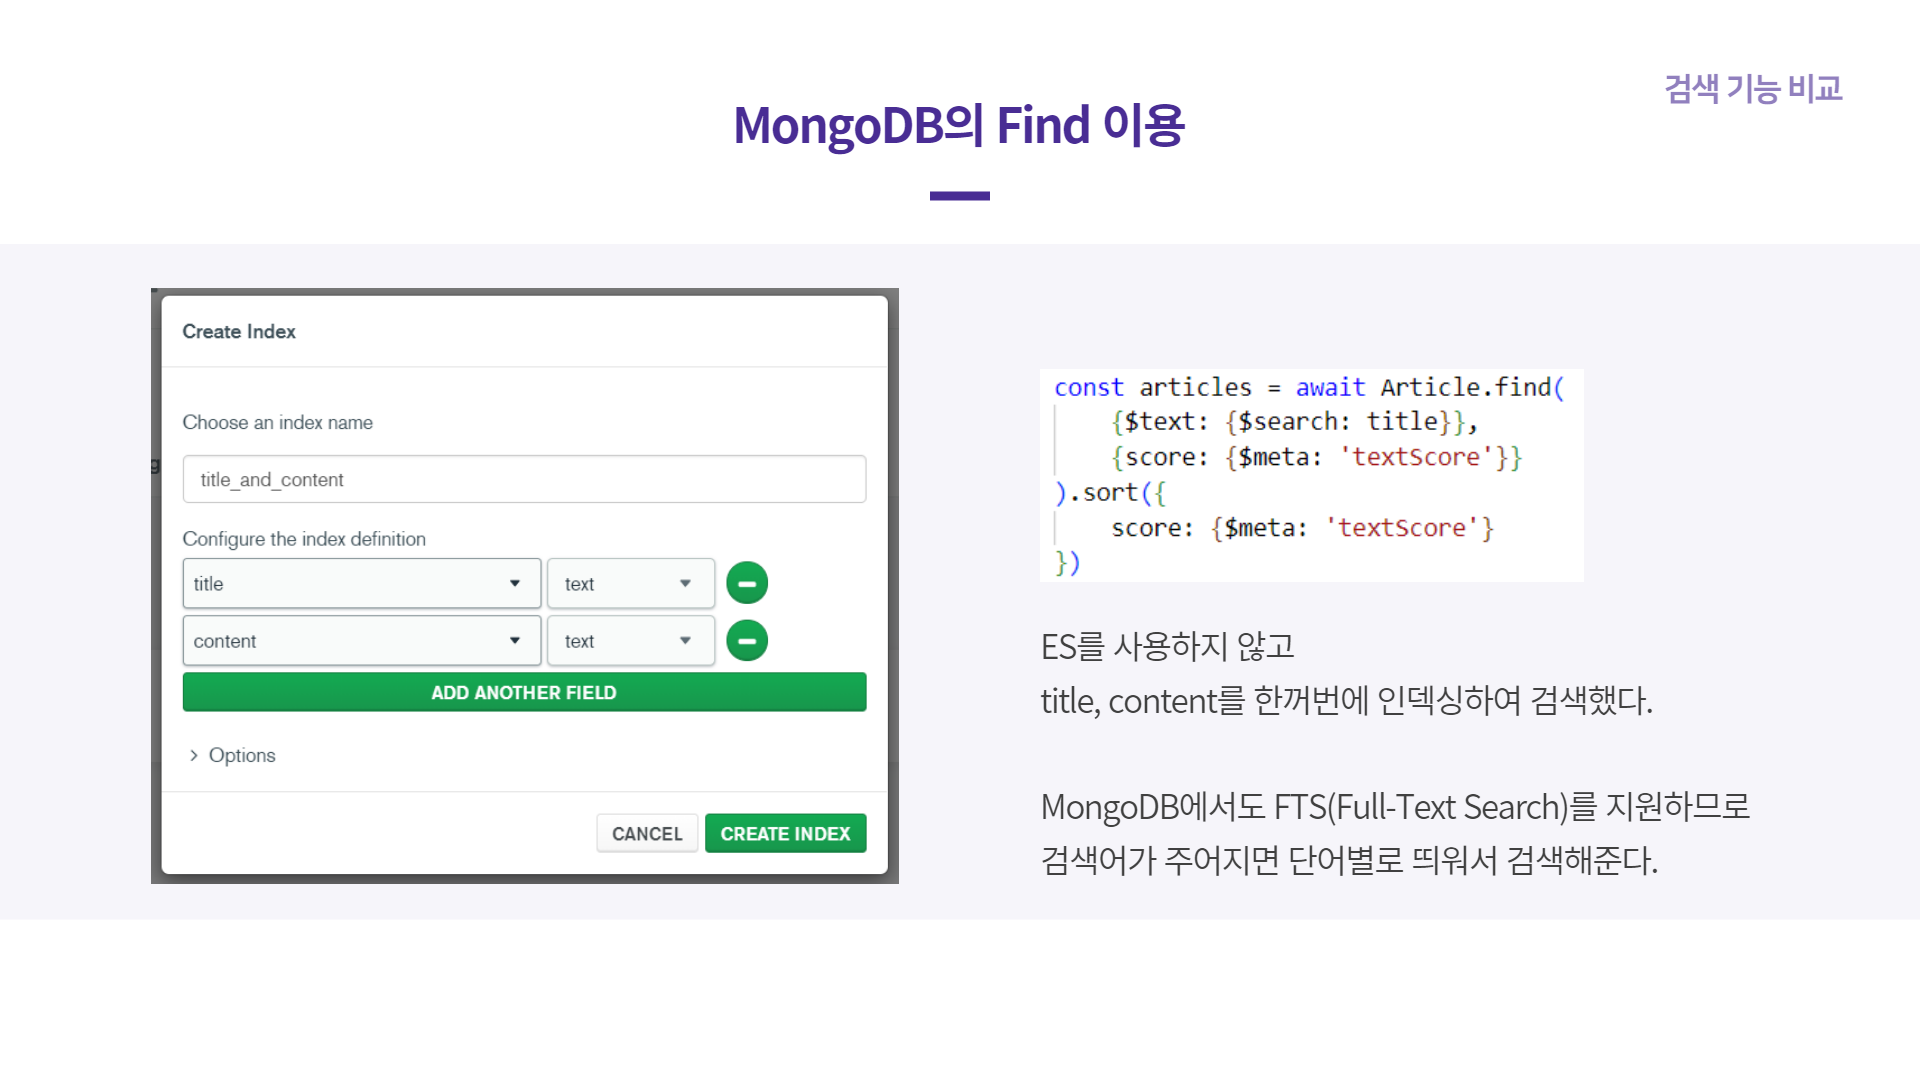 검색 기능 비교
MongoDB의 Find 이용
Create Index
Choose an index name
g
title_and_content
Configure the index definition
title text
content text
ADD ANOTHER FIELD
Options
CANCEL CREATE INDEX
const articles = await Article.find(
{$text: {$search: title}},
{score: {$meta: 'textScore'}}
).sort({
score: {$meta: 'textScore'}
})
ES를 사용하지 않고
title, content를 한꺼번에 인덱싱하여 검색했다.
MongoDB에서도 FTS(Full-Text Search)를 지원하므로
검색어가 주어지면 단어별로 띄워서 검색해준다.